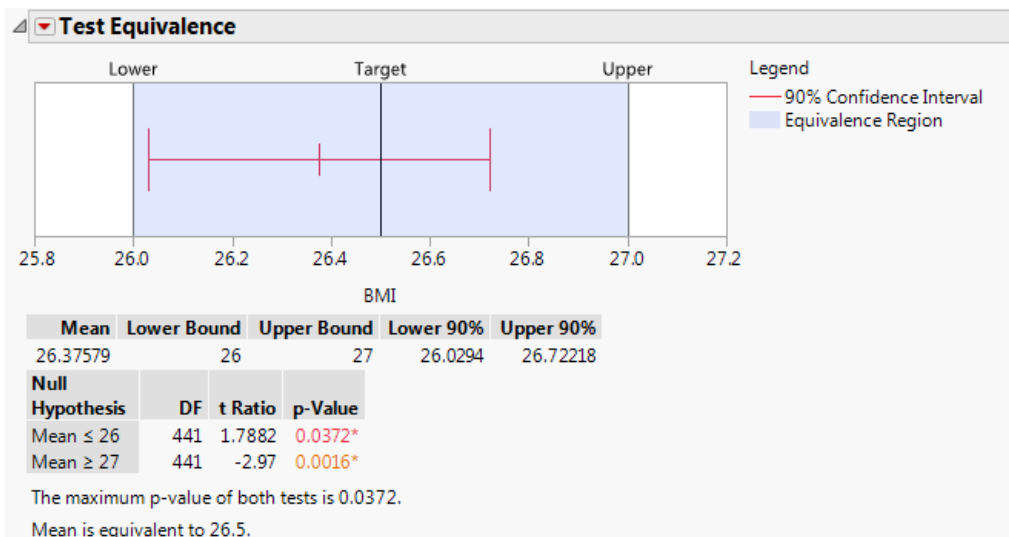 Test Equivalence
Lower Target Upper
Legend
90% Confidence Interval
Equivalence Region
25.8 26.0 26.2 26.4 26.6 26.8 27.0 27.2
BMI
Mean Lower Bound Upper Bound Lower 90% Upper 90%
26.37579 26 27 26.0294 26.72218
Null
Hypothesis DF t Ratio p-Value
Mean ≤ 26 441 1.7882 0.0372*
Mean ≥ 27 441 -2.97 0.0016*
The maximum p-value of both tests is 0.0372.
Mean is equivalent to 26.5.